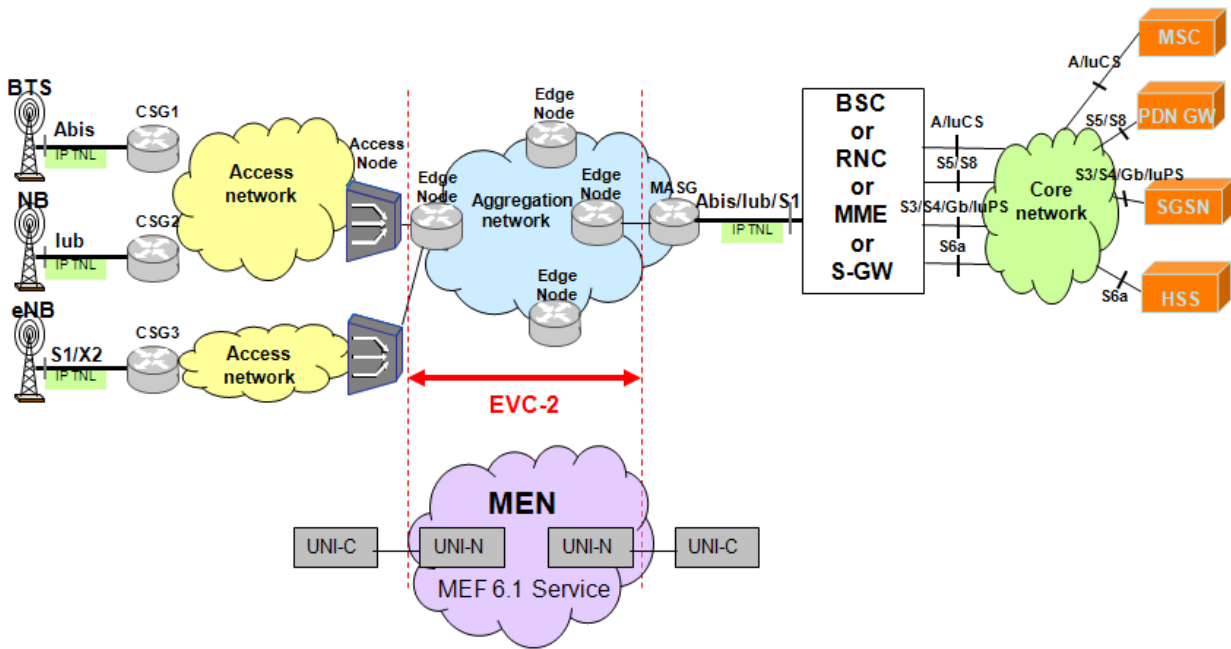 BTS
Abis
IP TNL
CSG1
NB
Iub
IP TNL
CSG2
eNB
S1/X2
IP TNL
CSG3
Access
network
Access
network
Access
Node
Edge
Node
Edge
Node
Edge
Node
Edge
Node
Aggregation
network
MASG
Abis/Iub/S1
IP TNL
BSC
or
RNC
or
MME
or
S-GW
A/IuCS
S5/S8
S3/S4/Gb/IuPS
S6a
Core
network
A/IuCS
S5/S8
S3/S4/Gb/IuPS
S6a
MSC
PDN GW
SGSN
HSS
EVC-2
MEN
UNI-C
UNI-N
UNI-N
UNI-C
MEF 6.1 Service